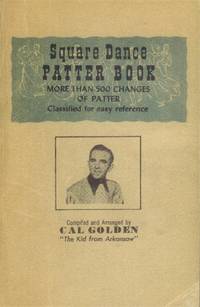 Square Dance
PATTER BOOK
MORE THAN 500 CHANGES
OF PATTER
Classified for easy reference
Compiled and Arranged by
CAL GOLDEN
"The Kid from Arkansaw"